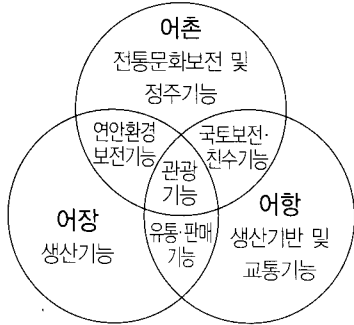 어촌
전통문화보전 및
정주기능
연안환경
보전기능
국토보전·
친수기능
관광
기능
어장
생산기능
유통·판매
기능
어항
생산기반 및
교통기능